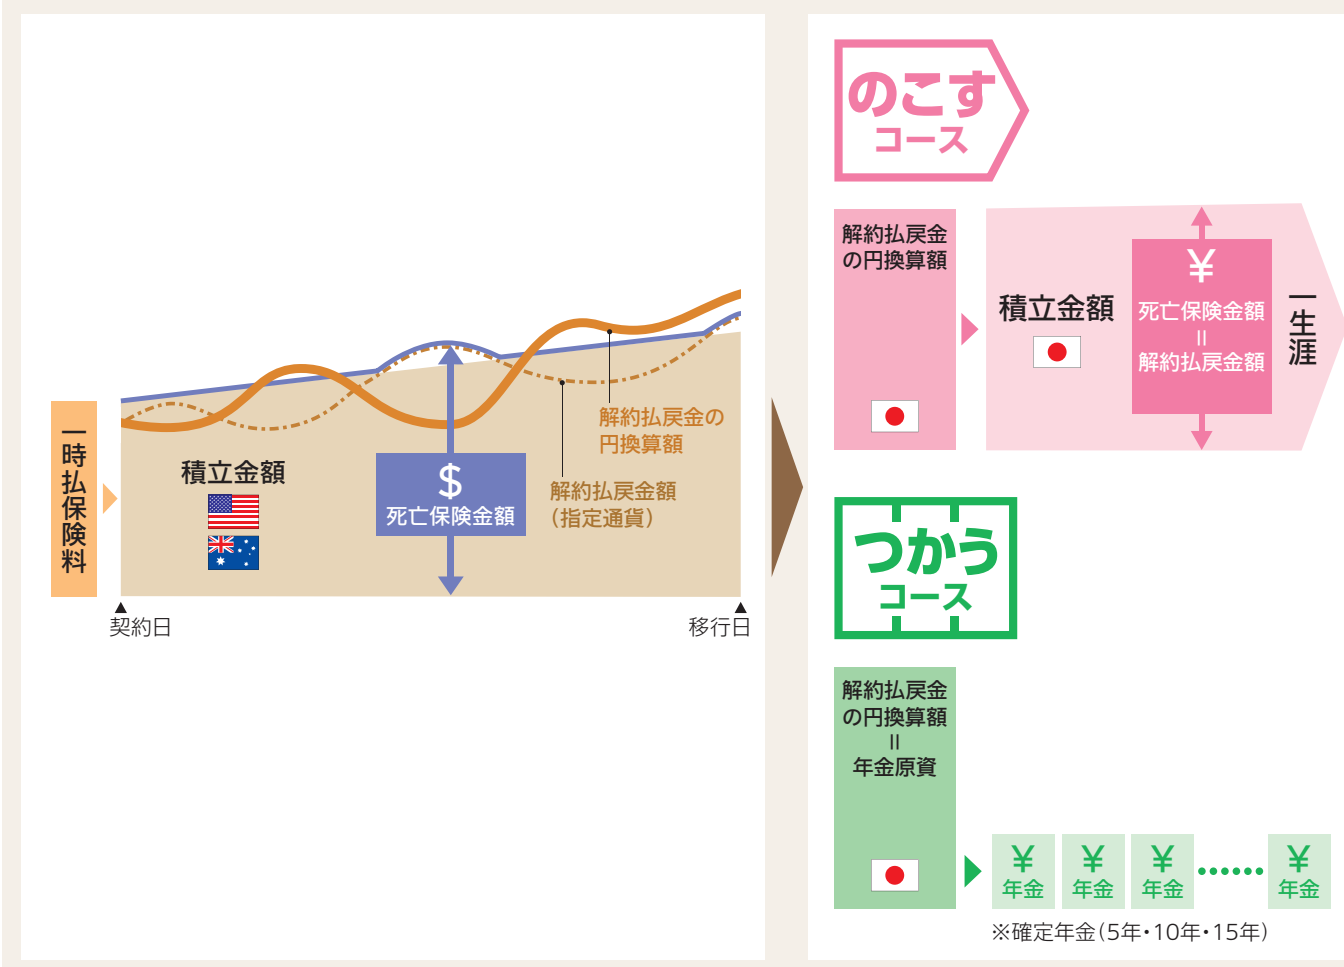 一時払保険料
積立金額
$
死亡保険金額
解約払戻金の
円換算額
解約払戻金額
（指定通貨）
▲
契約日
▲
移行日
のこす
コース
解約払戻金
の円換算額
積立金額
¥
死亡保険金額
＝
解約払戻金額
一生涯
つかう
コース
解約払戻金
の円換算額
＝
年金原資
¥
年金
¥
年金
¥
年金
……
¥
年金
※確定年金（5年・10年・15年）